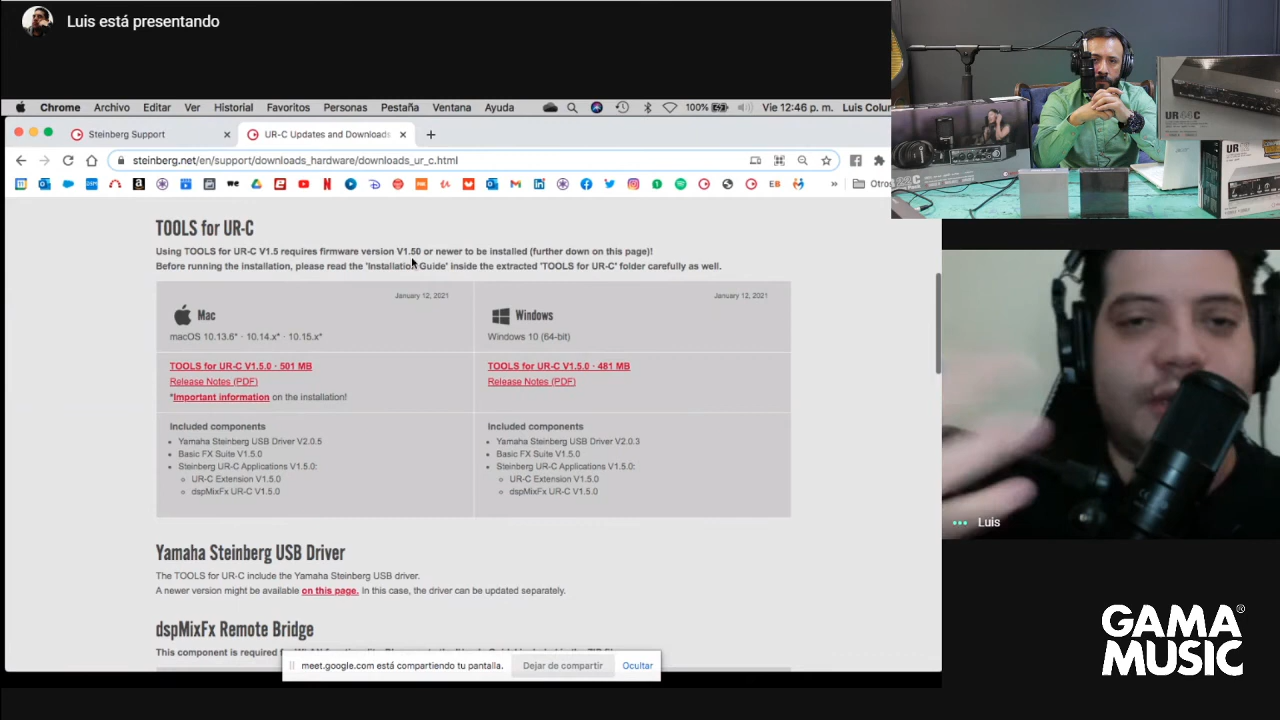 Luis está presentando
Chrome Archivo Editar Ver Historial Favoritos Personas Pestaña Ventana Ayuda 100% Vie 12:46 p. m. Luis Colu
Steinberg Support UR-C Updates and Downloads
steinberg.net/en/support/downloads_hardware/downloads_ur_c.html
Otros
TOOLS for UR-C
Using TOOLS for UR-C V1.5 requires firmware version V1.50 or newer to be installed (further down on this page)!
Before running the installation, please read the 'Installation Guide' inside the extracted 'TOOLS for UR-C' folder carefully as well.
January 12, 2021
Mac
macOS 10.13.6* · 10.14.x* · 10.15.x*
TOOLS for UR-C V1.5.0 · 501 MB
Release Notes (PDF)
*Important information on the installation!
Included components
Yamaha Steinberg USB Driver V2.0.5
Basic FX Suite V1.5.0
Steinberg UR-C Applications V1.5.0:
UR-C Extension V1.5.0
dspMixFx UR-C V1.5.0
January 12, 2021
Windows
Windows 10 (64-bit)
TOOLS for UR-C V1.5.0 · 481 MB
Release Notes (PDF)
Included components
Yamaha Steinberg USB Driver V2.0.3
Basic FX Suite V1.5.0
Steinberg UR-C Applications V1.5.0:
UR-C Extension V1.5.0
dspMixFx UR-C V1.5.0
Yamaha Steinberg USB Driver
The TOOLS for UR-C include the Yamaha Steinberg USB driver.
A newer version might be available on this page. In this case, the driver can be updated separately.
dspMixFx Remote Bridge
This component is required
meet.google.com está compartiendo tu pantalla. Dejar de compartir Ocultar
UR44C
Luis
GAMA®
MUSIC